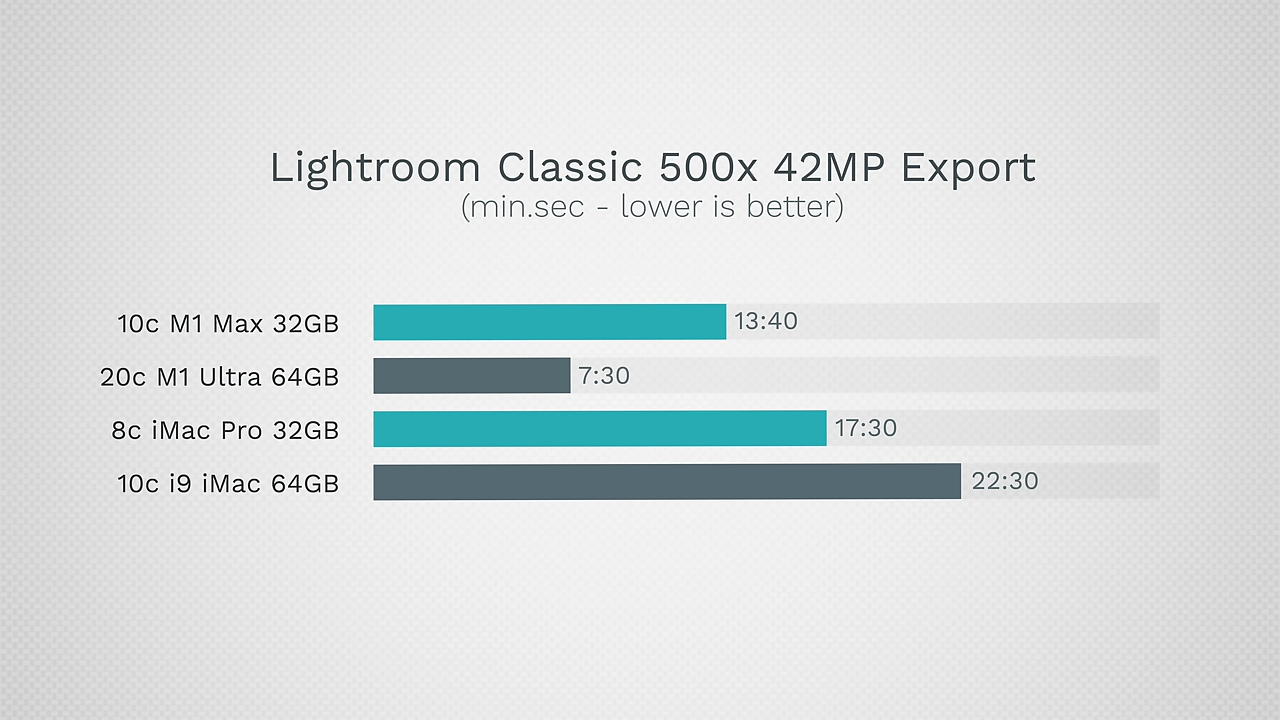 Lightroom Classic 500x 42MP Export
(min.sec - lower is better)
10c M1 Max 32GB 13:40
20c M1 Ultra 64GB 7:30
8c iMac Pro 32GB 17:30
10c i9 iMac 64GB 22:30